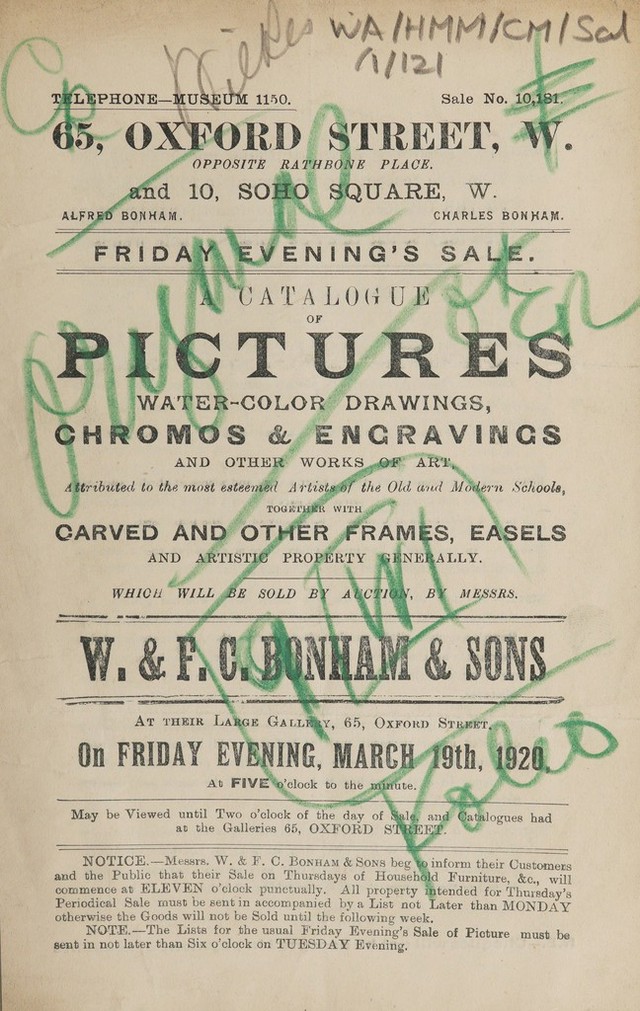 Wilkes WA/HMM/CM/Sal
/1/121
TELEPHONE—MUSEUM 1150. Sale No. 10,181.
65, OXFORD STREET, W.
OPPOSITE RATHBONE PLACE.
and 10, SOHO SQUARE, W.
ALFRED BONHAM. CHARLES BONHAM.
FRIDAY EVENING'S SALE.
A CATALOGUE
OF
PICTURES
WATER-COLOR DRAWINGS,
CHROMOS & ENGRAVINGS
AND OTHER WORKS OF ART,
Attributed to the most esteemed Artists of the Old and Modern Schools,
TOGETHER WITH
CARVED AND OTHER FRAMES, EASELS
AND ARTISTIC PROPERTY GENERALLY.
WHICH WILL BE SOLD BY AUCTION, BY MESSRS.
W. & F. C. BONHAM & SONS
AT THEIR LARGE GALLERY, 65, OXFORD STREET,
On FRIDAY EVENING, MARCH 19th, 1920,
At FIVE o'clock to the minute.
May be Viewed until Two o'clock of the day of Sale, and Catalogues had
at the Galleries 65, OXFORD STREET.
NOTICE.—Messrs. W. & F. C. BONHAM & SONS beg to inform their Customers
and the Public that their Sale on Thursdays of Household Furniture, &c., will
commence at ELEVEN o'clock punctually. All property intended for Thursday's
Periodical Sale must be sent in accompanied by a List not Later than MONDAY
otherwise the Goods will not be Sold until the following week.
NOTE.—The Lists for the usual Friday Evening's Sale of Picture must be
sent in not later than Six o'clock on TUESDAY Evening.